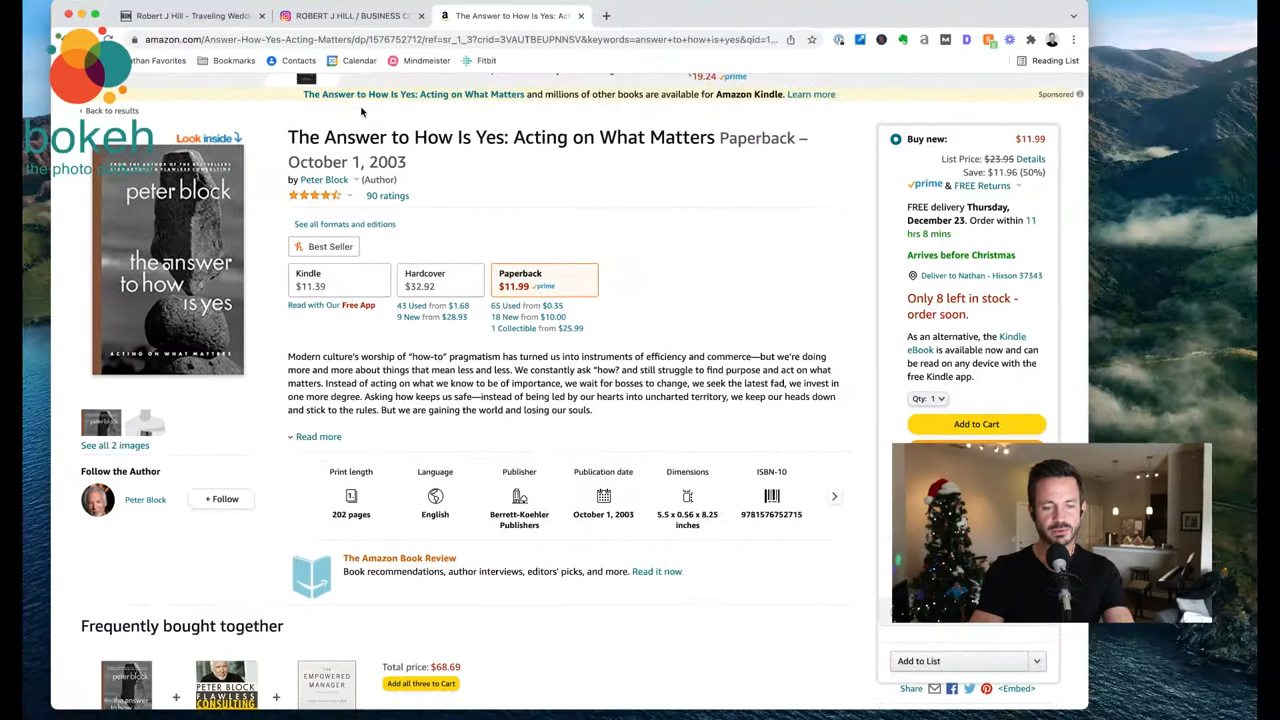 Robert J Hill - Traveling Wedd
ROBERT J HILL / BUSINESS C
The Answer to How Is Yes: Act
amazon.com/Answer-How-Yes-Acting-Matters/dp/1576752712/ref=sr_1_3?crid=3VAUTBEUPNNSV&keywords=answer+to+how+is+yes&qid=1...
than Favorites
Bookmarks
Contacts
Calendar
Mindmeister
Fitbit
Reading List
$19.24 prime
The Answer to How Is Yes: Acting on What Matters and millions of other books are available for Amazon Kindle. Learn more
Sponsored
‹ Back to results
bokeh
the photo
Look inside
FROM THE AUTHOR OF THE BESTSELLERS
peter block
the answer
to how
is yes
ACTING ON WHAT MATTERS
See all 2 images
Follow the Author
Peter Block
+ Follow
The Answer to How Is Yes: Acting on What Matters Paperback –
October 1, 2003
by Peter Block (Author)
90 ratings
See all formats and editions
Best Seller
Kindle
$11.39
Hardcover
$32.92
Paperback
$11.99 prime
Read with Our Free App
43 Used from $1.68
9 New from $28.93
65 Used from $0.35
18 New from $10.00
1 Collectible from $25.99
Modern culture's worship of "how-to" pragmatism has turned us into instruments of efficiency and commerce—but we're doing
more and more about things that mean less and less. We constantly ask "how? and still struggle to find purpose and act on what
matters. Instead of acting on what we know to be of importance, we wait for bosses to change, we seek the latest fad, we invest in
one more degree. Asking how keeps us safe—instead of being led by our hearts into uncharted territory, we keep our heads down
and stick to the rules. But we are gaining the world and losing our souls.
Read more
Print length
202 pages
Language
English
Publisher
Berrett-Koehler
Publishers
Publication date
October 1, 2003
Dimensions
5.5 x 0.56 x 8.25
inches
ISBN-10
9781576752715
The Amazon Book Review
Book recommendations, author interviews, editors' picks, and more. Read it now.
Frequently bought together
peter block
PETER BLOCK
FLAWLESS
CONSULTING
THE
EMPOWERED
MANAGER
+
+
Total price: $68.69
Add all three to Cart
Buy new:
$11.99
List Price: $23.95 Details
Save: $11.96 (50%)
prime & FREE Returns
FREE delivery Thursday,
December 23. Order within 11
hrs 8 mins
Arrives before Christmas
Deliver to Nathan - Hixson 37343
Only 8 left in stock -
order soon.
As an alternative, the Kindle
eBook is available now and can
be read on any device with the
free Kindle app.
Qty: 1
Add to Cart
Add to List
Share
<Embed>